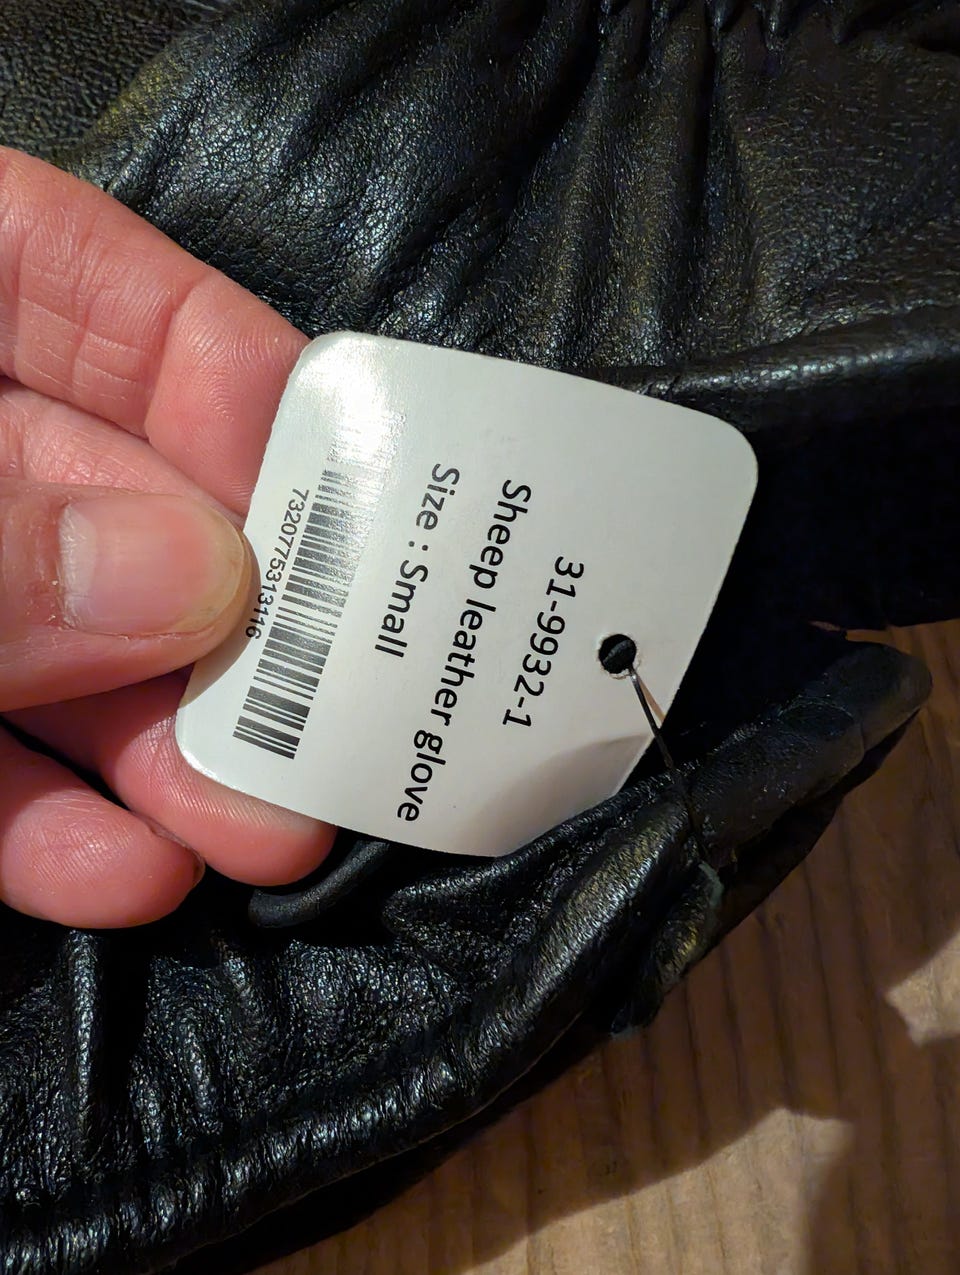 31-9932-1
Sheep leather glove
Size : Small
7320775313116